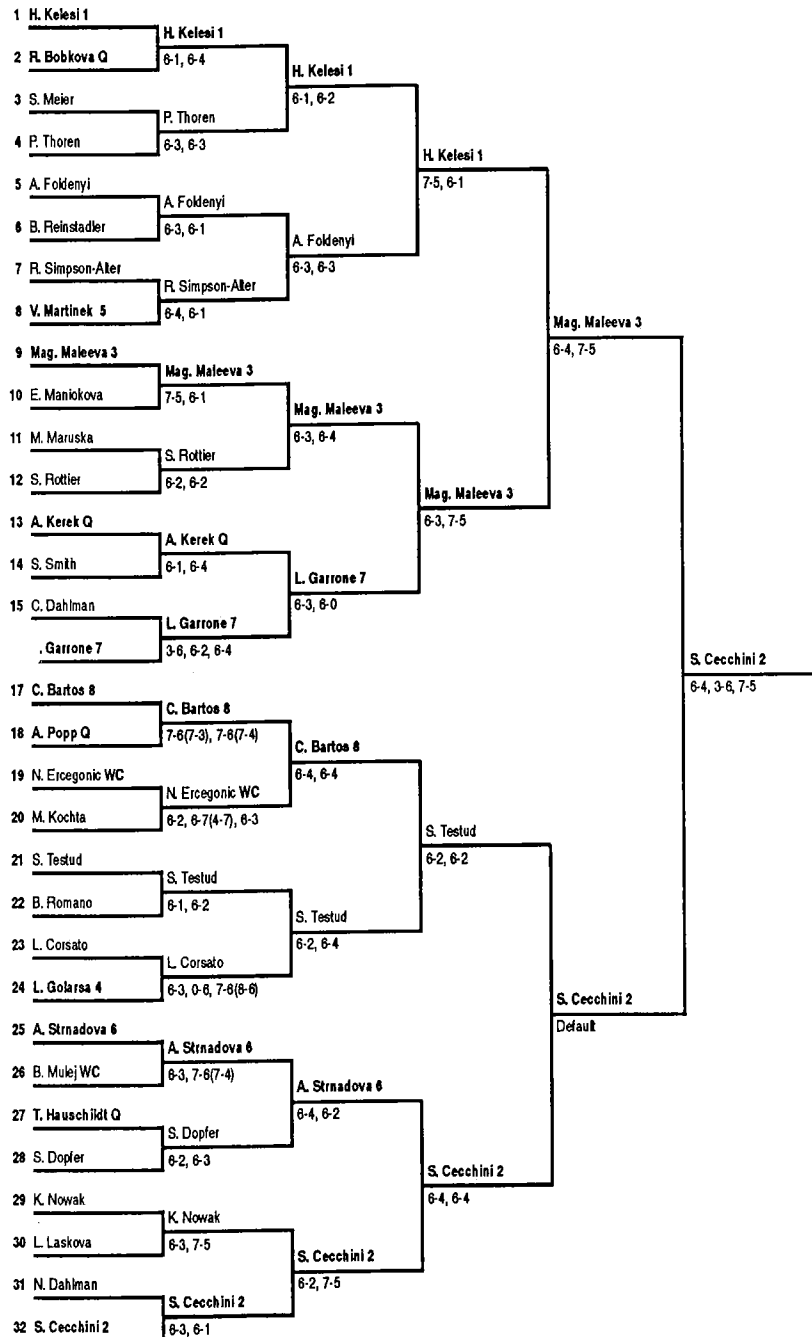 1 H. Kelesi 1
2 R. Bobkova Q
3 S. Meier
4 P. Thoren
5 A. Foldenyi
6 B. Reinstadler
7 R. Simpson-Alter
8 V. Martinek 5
9 Mag. Maleeva 3
10 E. Maniokova
11 M. Maruska
12 S. Rottier
13 A. Kerek Q
14 S. Smith
15 C. Dahlman
. Garrone 7
17 C. Bartos 8
18 A. Popp Q
19 N. Ercegonic WC
20 M. Kochta
21 S. Testud
22 B. Romano
23 L. Corsato
24 L. Golarsa 4
25 A. Strnadova 6
26 B. Mulej WC
27 T. Hauschildt Q
28 S. Dopfer
29 K. Nowak
30 L. Laskova
31 N. Dahlman
32 S. Cecchini 2
H. Kelesi 1
6-1, 6-4
P. Thoren
6-3, 6-3
A. Foldenyi
6-3, 6-1
R. Simpson-Alter
6-4, 6-1
Mag. Maleeva 3
7-5, 6-1
S. Rottier
6-2, 6-2
A. Kerek Q
6-1, 6-4
L. Garrone 7
3-6, 6-2, 6-4
C. Bartos 8
7-6(7-3), 7-6(7-4)
N. Ercegonic WC
6-2, 6-7(4-7), 6-3
S. Testud
6-1, 6-2
L. Corsato
6-3, 0-6, 7-6(8-6)
A. Strnadova 6
6-3, 7-6(7-4)
S. Dopfer
6-2, 6-3
K. Nowak
6-3, 7-5
S. Cecchini 2
6-3, 6-1
H. Kelesi 1
6-1, 6-2
A. Foldenyi
6-3, 6-3
Mag. Maleeva 3
6-3, 6-4
L. Garrone 7
6-3, 6-0
C. Bartos 8
6-4, 6-4
S. Testud
6-2, 6-4
A. Strnadova 6
6-4, 6-2
S. Cecchini 2
6-2, 7-5
H. Kelesi 1
7-5, 6-1
Mag. Maleeva 3
6-3, 7-5
S. Testud
6-2, 6-2
S. Cecchini 2
6-4, 6-4
Mag. Maleeva 3
6-4, 7-5
S. Cecchini 2
Default
S. Cecchini 2
6-4, 3-6, 7-5